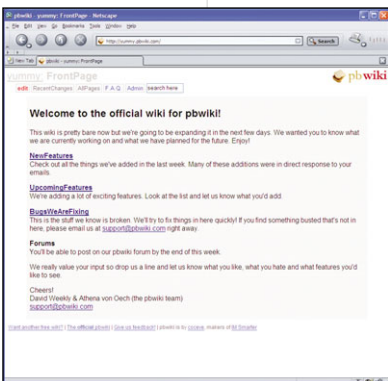 pbwiki - yummy: FrontPage - Netscape
File Edit View Go Bookmarks Tools Window Help
http://yummy.pbwiki.com/
Search
New Tab pbwiki - yummy: FrontPage
yummy: FrontPage
pbwiki
edit RecentChanges AllPages F.A.Q. Admin search here
Welcome to the official wiki for pbwiki!
This wiki is pretty bare now but we're going to be expanding it in the next few days. We wanted you to know what
we are currently working on and what we have planned for the future. Enjoy!
NewFeatures
Check out all the things we've added in the last week. Many of these additions were in direct response to your
emails.
UpcomingFeatures
We're adding a lot of exciting features. Look at the list and let us know what you'd add.
BugsWeAreFixing
This is the stuff we know is broken. We'll try to fix things in here quickly! If you find something busted that's not in
here, please email us at support@pbwiki.com right away.
Forums
You'll be able to post on our pbwiki forum by the end of this week.
We really value your input so drop us a line and let us know what you like, what you hate and what features you'd
like to see.
Cheers!
David Weekly & Athena von Oech (the pbwiki team)
support@pbwiki.com
Want another free wiki? | The official pbwiki | Give us feedback! | pbwiki is by makers of IM Smarter